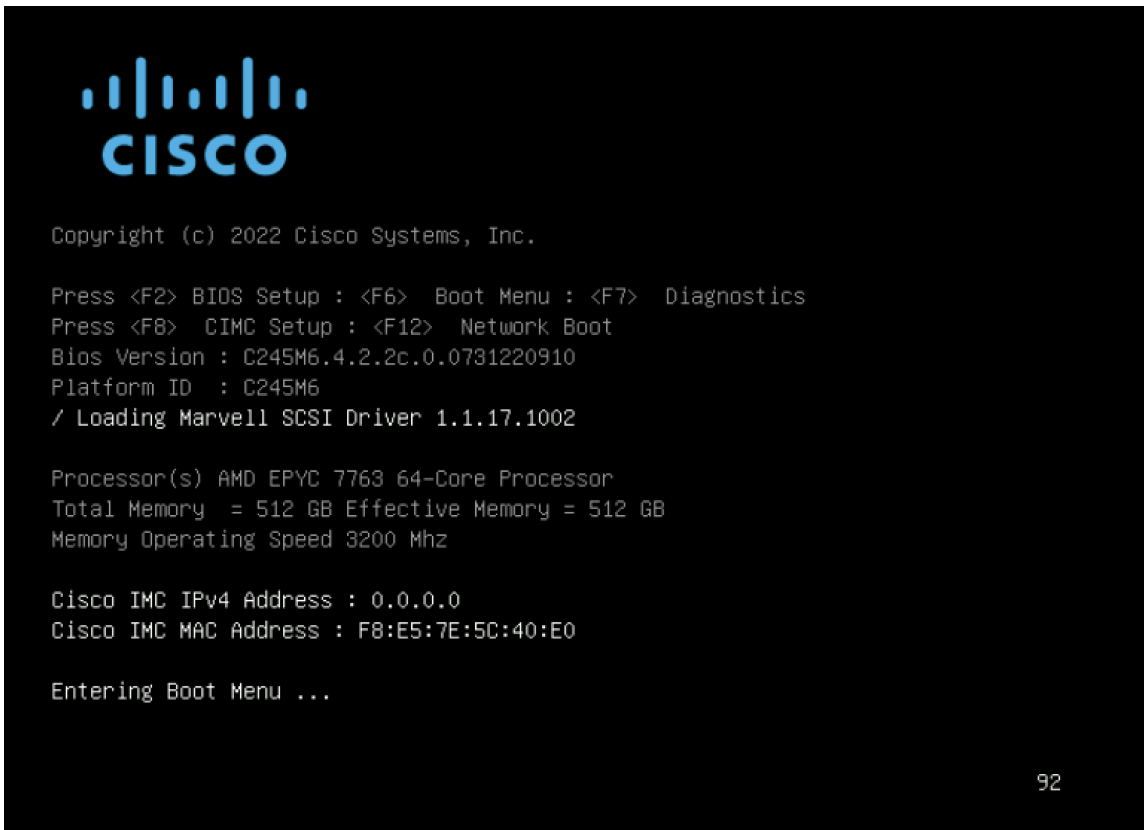 CISCO
Copyright (c) 2022 Cisco Systems, Inc.
Press <F2> BIOS Setup : <F6>  Boot Menu : <F7>  Diagnostics
Press <F8>  CIMC Setup : <F12>  Network Boot
Bios Version : C245M6.4.2.2c.0.0731220910
Platform ID  : C245M6
/ Loading Marvell SCSI Driver 1.1.17.1002
Processor(s) AMD EPYC 7763 64-Core Processor
Total Memory  = 512 GB Effective Memory = 512 GB
Memory Operating Speed 3200 Mhz
Cisco IMC IPv4 Address : 0.0.0.0
Cisco IMC MAC Address : F8:E5:7E:5C:40:E0
Entering Boot Menu ...
92